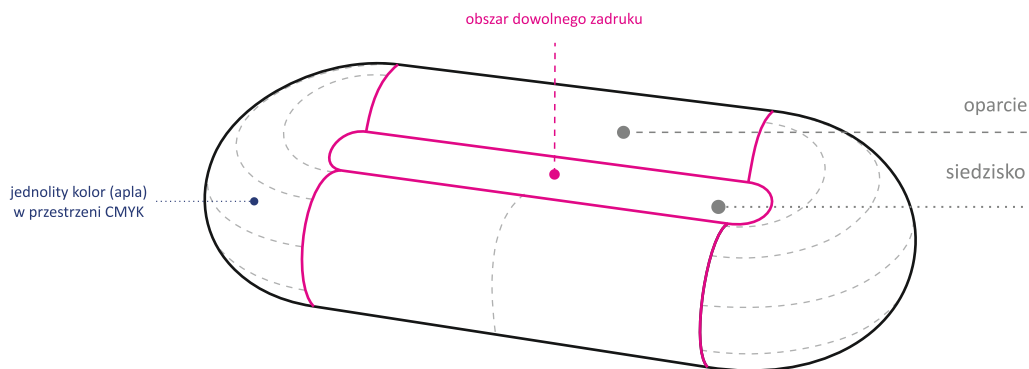 obszar dowolnego zadruku
oparcie
siedzisko
jednolity kolor (apla)
w przestrzeni CMYK